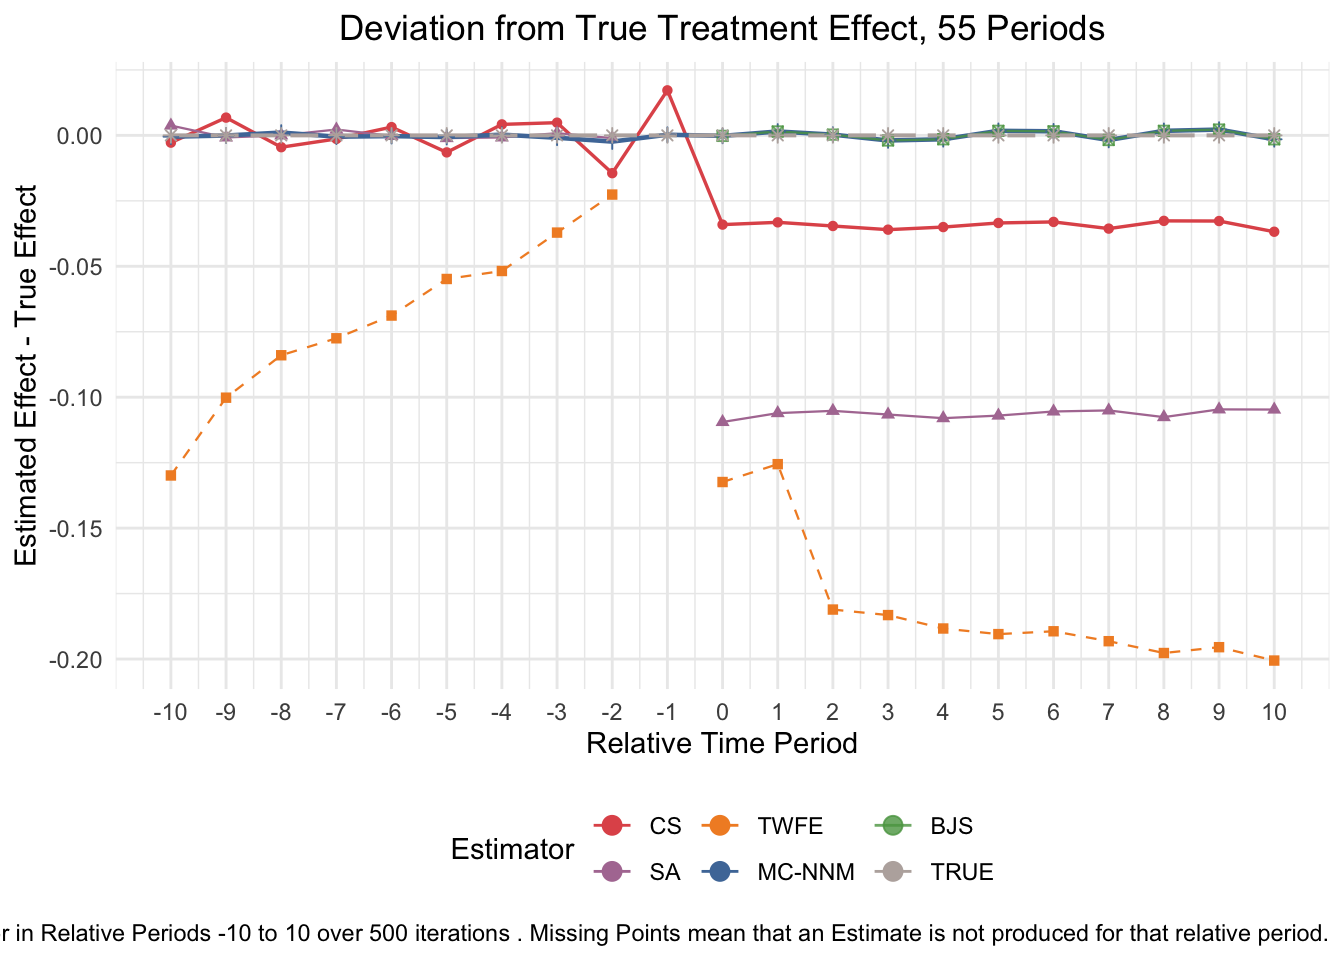 Deviation from True Treatment Effect, 55 Periods
Estimated Effect - True Effect
0.00
-0.05
-0.10
-0.15
-0.20
-10 -9 -8 -7 -6 -5 -4 -3 -2 -1 0 1 2 3 4 5 6 7 8 9 10
Relative Time Period
Estimator
CS TWFE BJS
SA MC-NNM TRUE
in Relative Periods -10 to 10 over 500 iterations . Missing Points mean that an Estimate is not produced for that relative period.